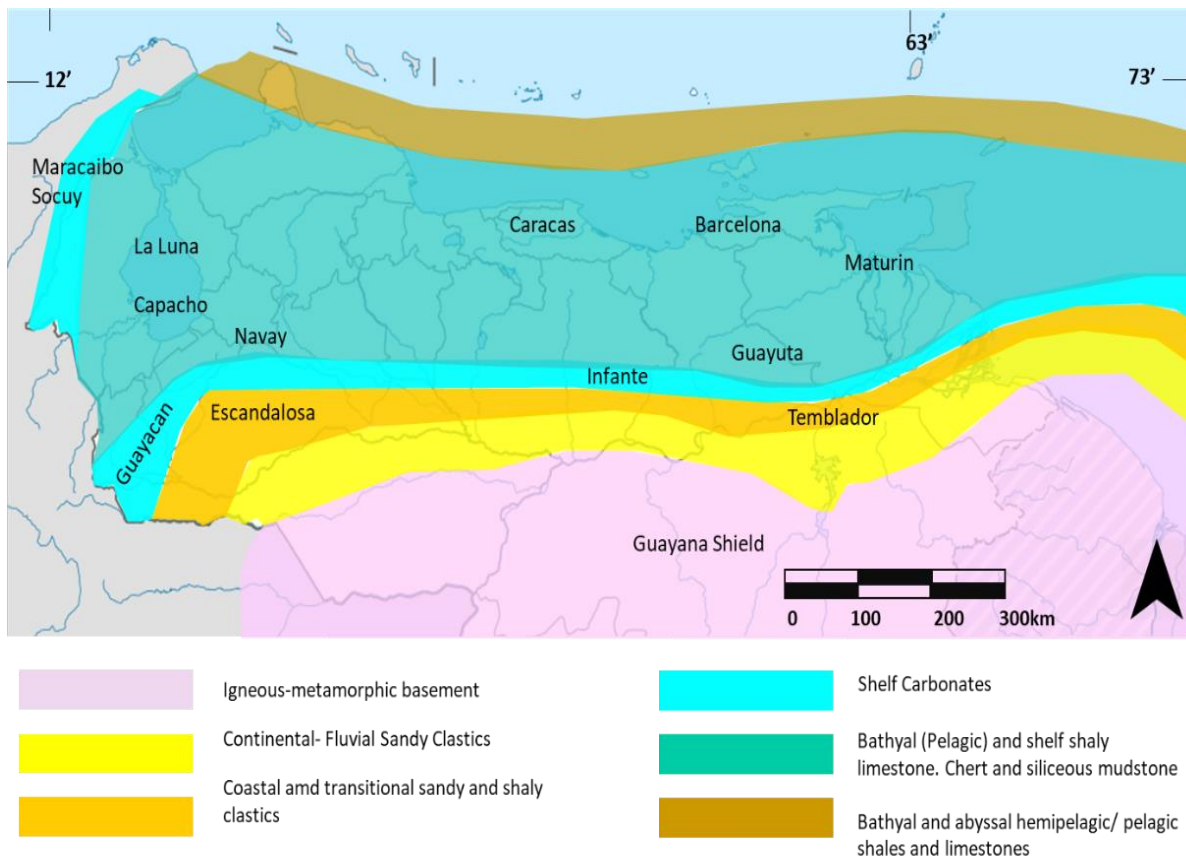 63’
12’
73’
Maracaibo
Socuy
Caracas
Barcelona
La Luna
Maturin
Capacho
Navay
Guayuta
Infante
Guayacan
Escandalosa
Temblador
Guayana Shield
0 100 200 300km
Igneous-metamorphic basement
Continental- Fluvial Sandy Clastics
Coastal amd transitional sandy and shaly
clastics
Shelf Carbonates
Bathyal (Pelagic) and shelf shaly
limestone. Chert and siliceous mudstone
Bathyal and abyssal hemipelagic/ pelagic
shales and limestones